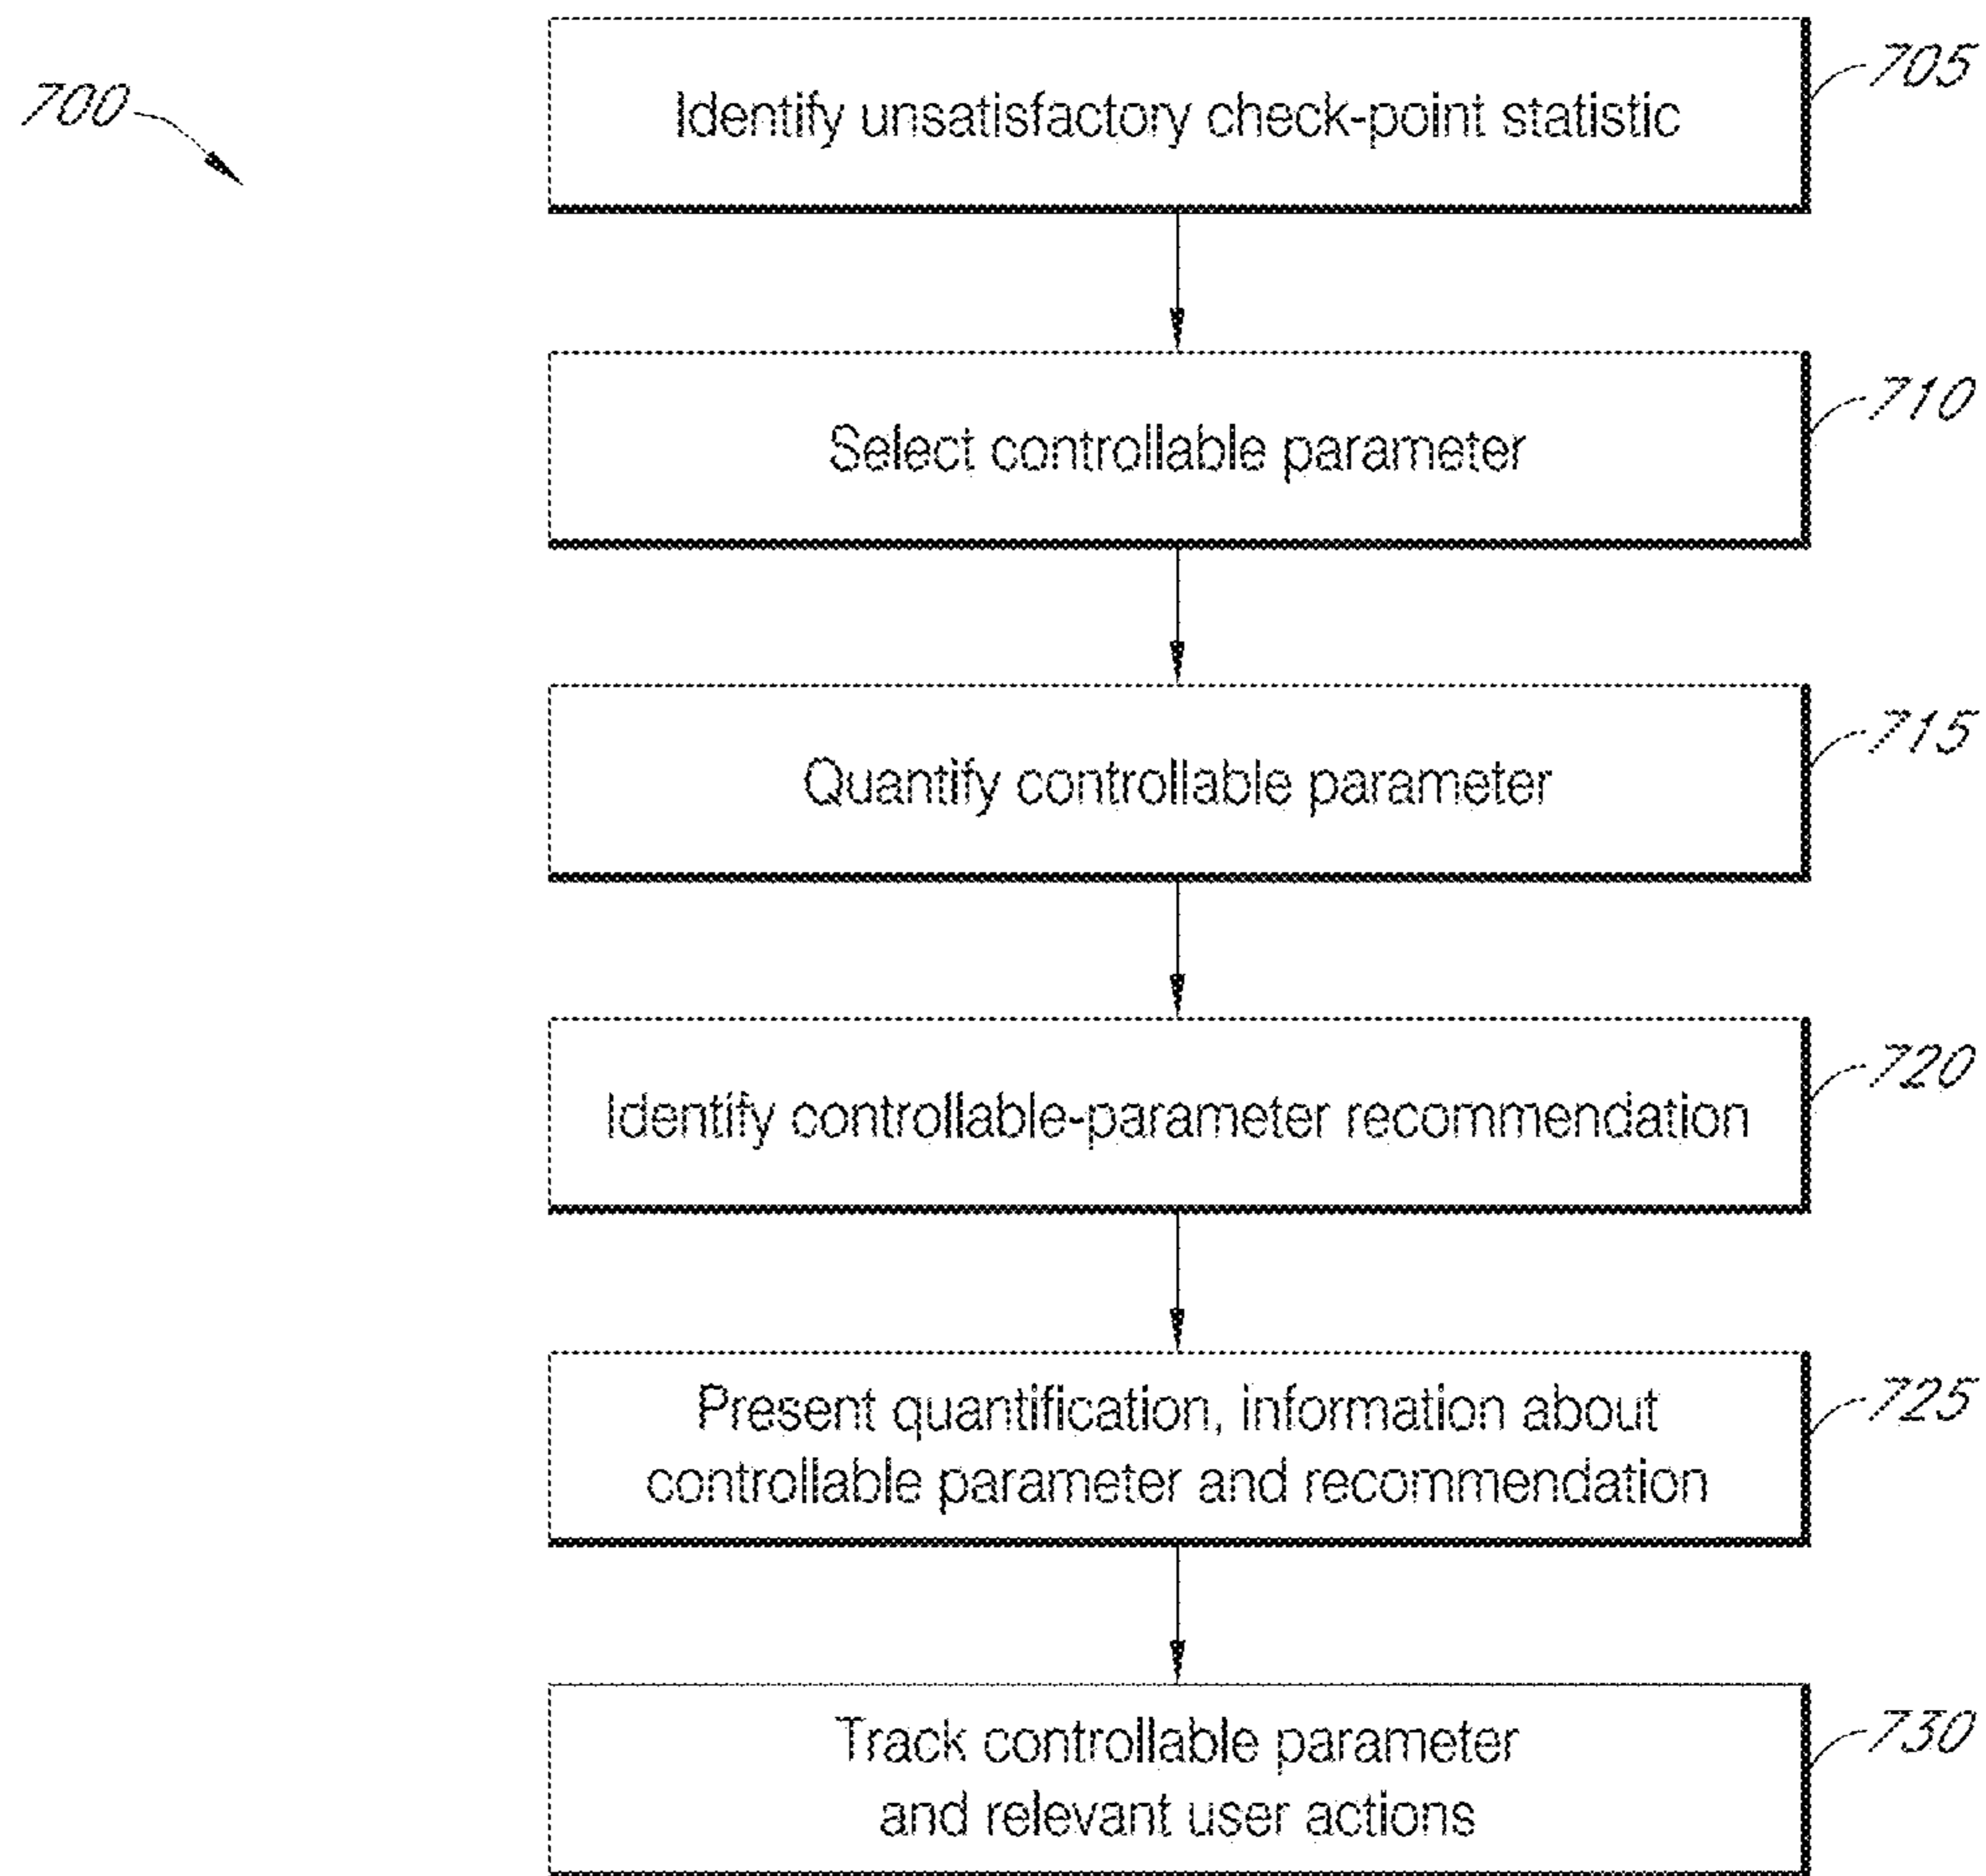 700
Identify unsatisfactory check-point statistic
705
Select controllable parameter
710
Quantify controllable parameter
715
Identify controllable-parameter recommendation
720
Present quantification, information about
controllable parameter and recommendation
725
Track controllable parameter
and relevant user actions
730